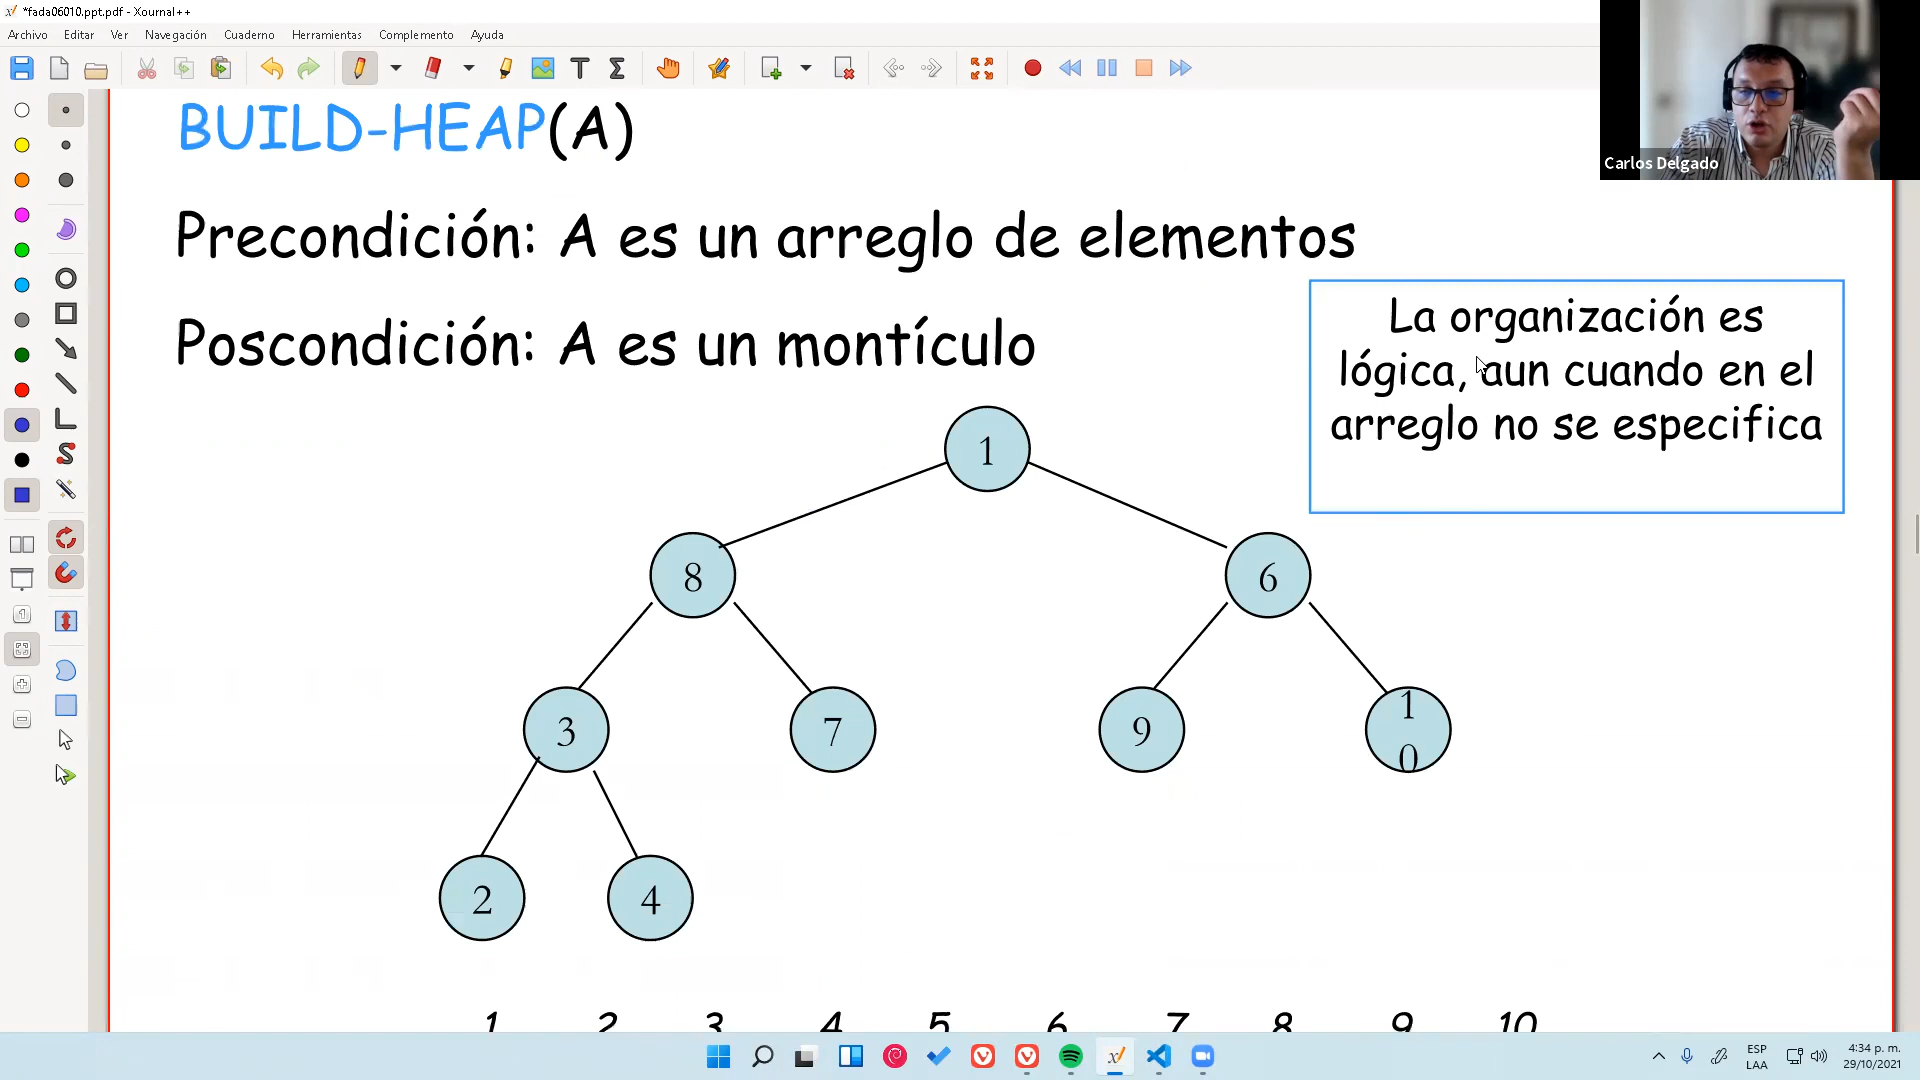 *fada06010.ppt.pdf - Xournal++
Archivo Editar Ver Navegación Cuaderno Herramientas Complemento Ayuda
Carlos Delgado
BUILD-HEAP(A)
Precondición: A es un arreglo de elementos
Poscondición: A es un montículo
La organización es
lógica, aun cuando en el
arreglo no se especifica
1
8 6
3 7 9 1
0
2 4
1 2 3 4 5 6 7 8 9 10
ESP
LAA
4:34 p. m.
29/10/2021